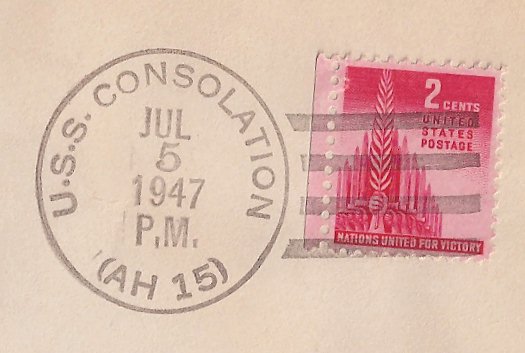 U.S.S. CONSOLATION
JUL
5
1947
P.M.
(AH 15)
2 CENTS
UNITED
STATES
POSTAGE
NATIONS UNITED FOR VICTORY